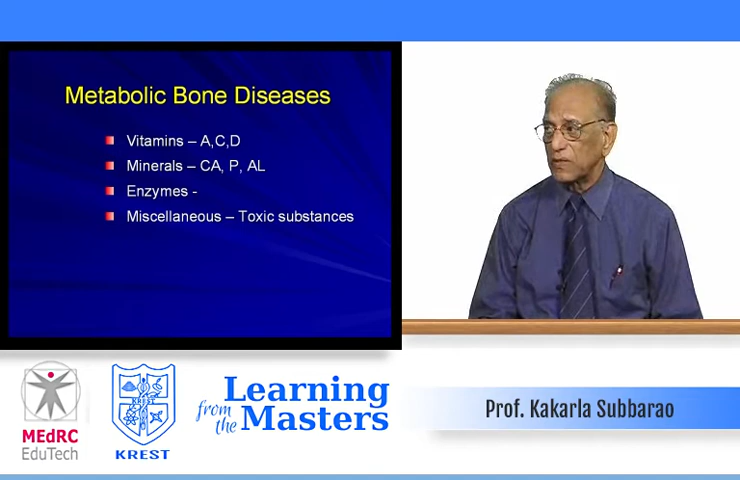 Metabolic Bone Diseases
Vitamins – A,C,D
Minerals – CA, P, AL
Enzymes -
Miscellaneous – Toxic substances
MEdRC
EduTech
KREST
KREST
Learning
from the Masters
Prof. Kakarla Subbarao